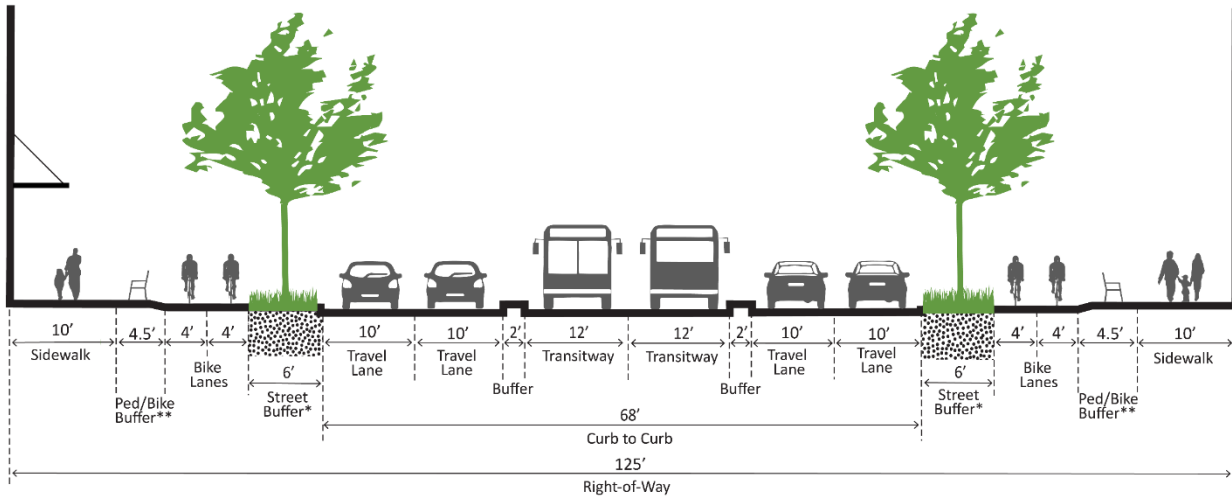 10’ 4.5’ 4’ 4’ 10’ 10’ 2’ 12’ 12’ 2’ 10’ 10’ 4’ 4’ 4.5’ 10’
Sidewalk
Bike
Lanes
Travel
Lane
Travel
Lane
Transitway
Transitway
Travel
Lane
Travel
Lane
Bike
Lanes
Sidewalk
6’
Buffer
Buffer
6’
Street
Buffer*
Street
Buffer*
Ped/Bike
Buffer**
Ped/Bike
Buffer**
68’
Curb to Curb
125’
Right-of-Way